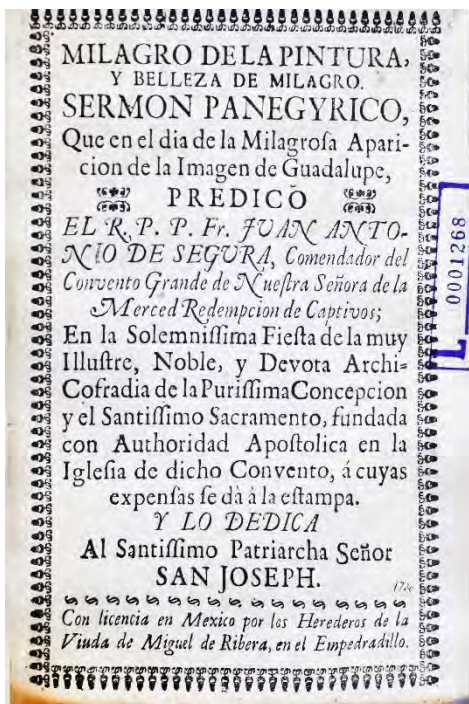 MILAGRO DE LA PINTURA,
Y BELLEZA DE MILAGRO.
SERMON PANEGYRICO,
Que en el dia de la Milagroſa Apari-
cion de la Imagen de Guadalupe,
PREDICÒ
EL R. P. P. Fr. JUAN ANTO-
NIO DE SEGURA, Comendador del
Convento Grande de Nueſtra Señora de la
Merced Redempcion de Captivos;
En la Solemniſſima Fieſta de la muy
Illuſtre, Noble, y Devota Archi-
Cofradia de la Puriſſima Concepcion
y él Santiſſimo Sacramento, fundada
con Authoridad Apoſtolica en la
Igleſia de dicho Convento, á cuyas
expenſas ſe dà á la eſtampa.
Y LO DEDICA
Al Santiſſimo Patriarcha Señor
SAN JOSEPH.
Con licencia en Mexico por los Herederos de la
Viuda de Miguel de Ribera, en el Empedradillo.
L 0001268